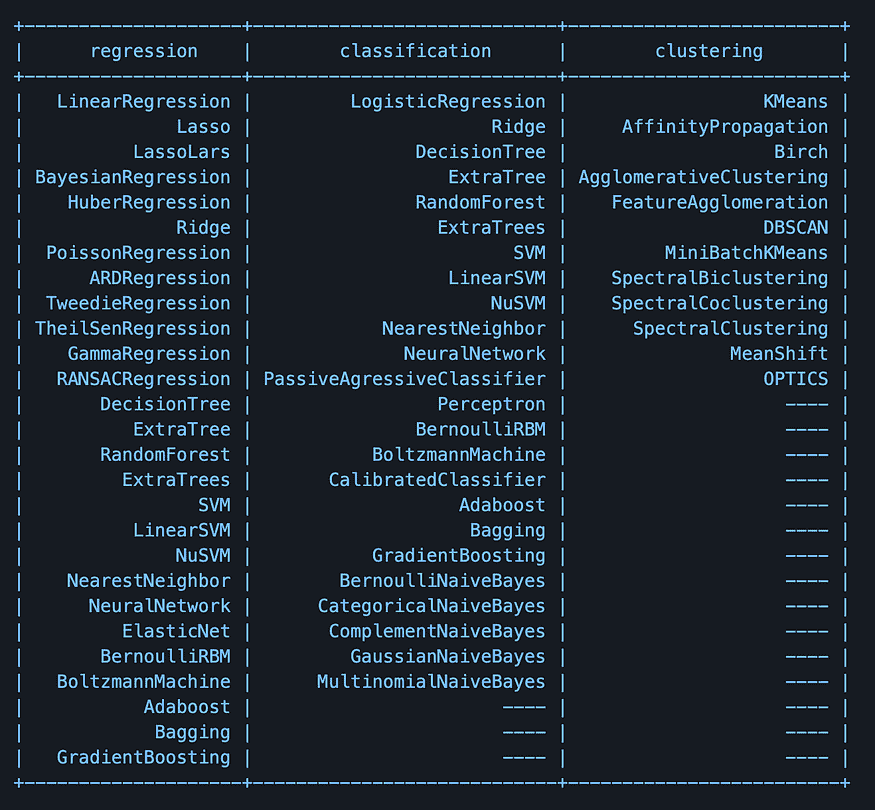 +--------------------+----------------------------+-------------------------+
|     regression     |       classification       |        clustering       |
+--------------------+----------------------------+-------------------------+
|   LinearRegression |         LogisticRegression |                  KMeans |
|              Lasso |                      Ridge |     AffinityPropagation |
|          LassoLars |               DecisionTree |                   Birch |
| BayesianRegression |                  ExtraTree | AgglomerativeClustering |
|    HuberRegression |               RandomForest |    FeatureAgglomeration |
|              Ridge |                 ExtraTrees |                  DBSCAN |
|  PoissonRegression |                        SVM |         MiniBatchKMeans |
|      ARDRegression |                  LinearSVM |    SpectralBiclustering |
|  TweedieRegression |                      NuSVM |    SpectralCoclustering |
| TheilSenRegression |            NearestNeighbor |      SpectralClustering |
|    GammaRegression |              NeuralNetwork |               MeanShift |
|   RANSACRegression | PassiveAgressiveClassifier |                  OPTICS |
|       DecisionTree |                 Perceptron |                    ---- |
|          ExtraTree |               BernoulliRBM |                    ---- |
|       RandomForest |           BoltzmannMachine |                    ---- |
|         ExtraTrees |       CalibratedClassifier |                    ---- |
|                SVM |                   Adaboost |                    ---- |
|          LinearSVM |                    Bagging |                    ---- |
|              NuSVM |           GradientBoosting |                    ---- |
|    NearestNeighbor |        BernoulliNaiveBayes |                    ---- |
|      NeuralNetwork |      CategoricalNaiveBayes |                    ---- |
|         ElasticNet |       ComplementNaiveBayes |                    ---- |
|       BernoulliRBM |         GaussianNaiveBayes |                    ---- |
|   BoltzmannMachine |      MultinomialNaiveBayes |                    ---- |
|           Adaboost |                       ---- |                    ---- |
|            Bagging |                       ---- |                    ---- |
|   GradientBoosting |                       ---- |                    ---- |
+--------------------+----------------------------+-------------------------+